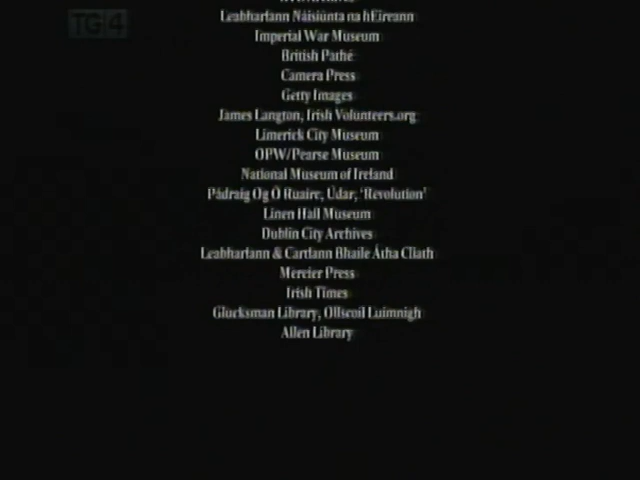 TG4
Leabharlann Náisiúnta na hÉireann
Imperial War Museum
British Pathé
Camera Press
Getty Images
James Langton, Irish Volunteers.org
Limerick City Museum
OPW/Pearse Museum
National Museum of Ireland
Pádraig Og Ó Ruairc, Údar, 'Revolution'
Linen Hall Museum
Dublin City Archives
Leabharlann & Cartlann Bhaile Átha Cliath
Mercier Press
Irish Times
Glucksman Library, Ollscoil Luimnigh
Allen Library